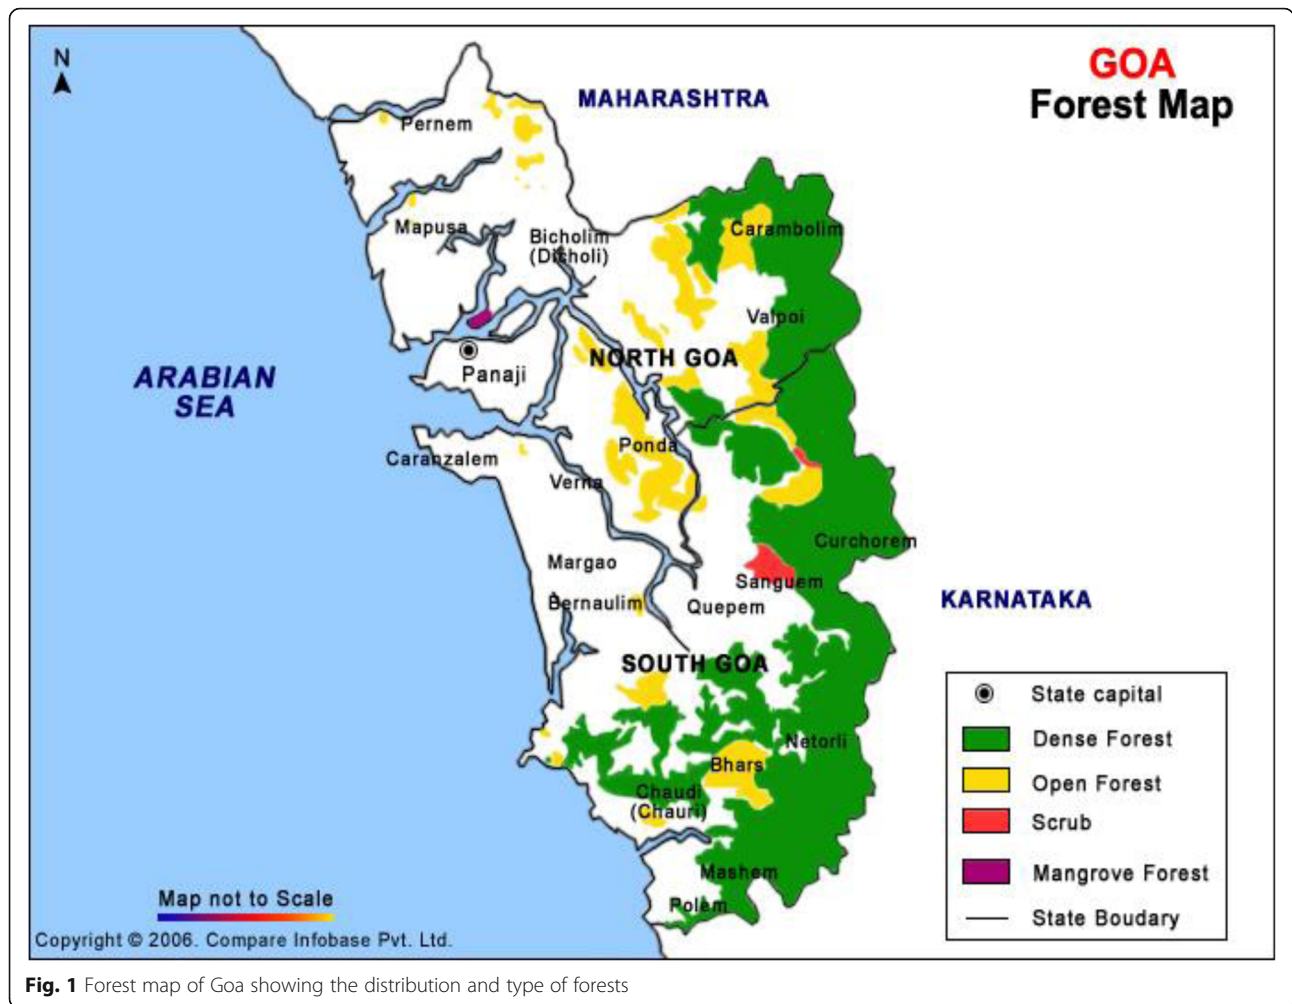 N
GOA
Forest Map
MAHARASHTRA
Pernem
Mapusa
Bicholim
(Dicholi)
Carambolim
Valpoi
NORTH GOA
ARABIAN
SEA
Panaji
Ponda
Caranzalem
Verna
Curchorem
Margao
Sanguem
Bernaulim
Quepem
KARNATAKA
SOUTH GOA
Netorli
Bhars
Chaudi
(Chauri)
Mashem
Polem
State capital
Dense Forest
Open Forest
Scrub
Mangrove Forest
State Boudary
Map not to Scale
Copyright © 2006. Compare Infobase Pvt. Ltd.
Fig. 1 Forest map of Goa showing the distribution and type of forests